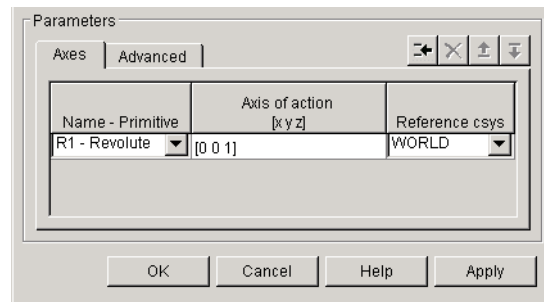 Parameters
Axes
Advanced
Name - Primitive
Axis of action
[x y z]
Reference csys
R1 - Revolute
[0 0 1]
WORLD
OK
Cancel
Help
Apply